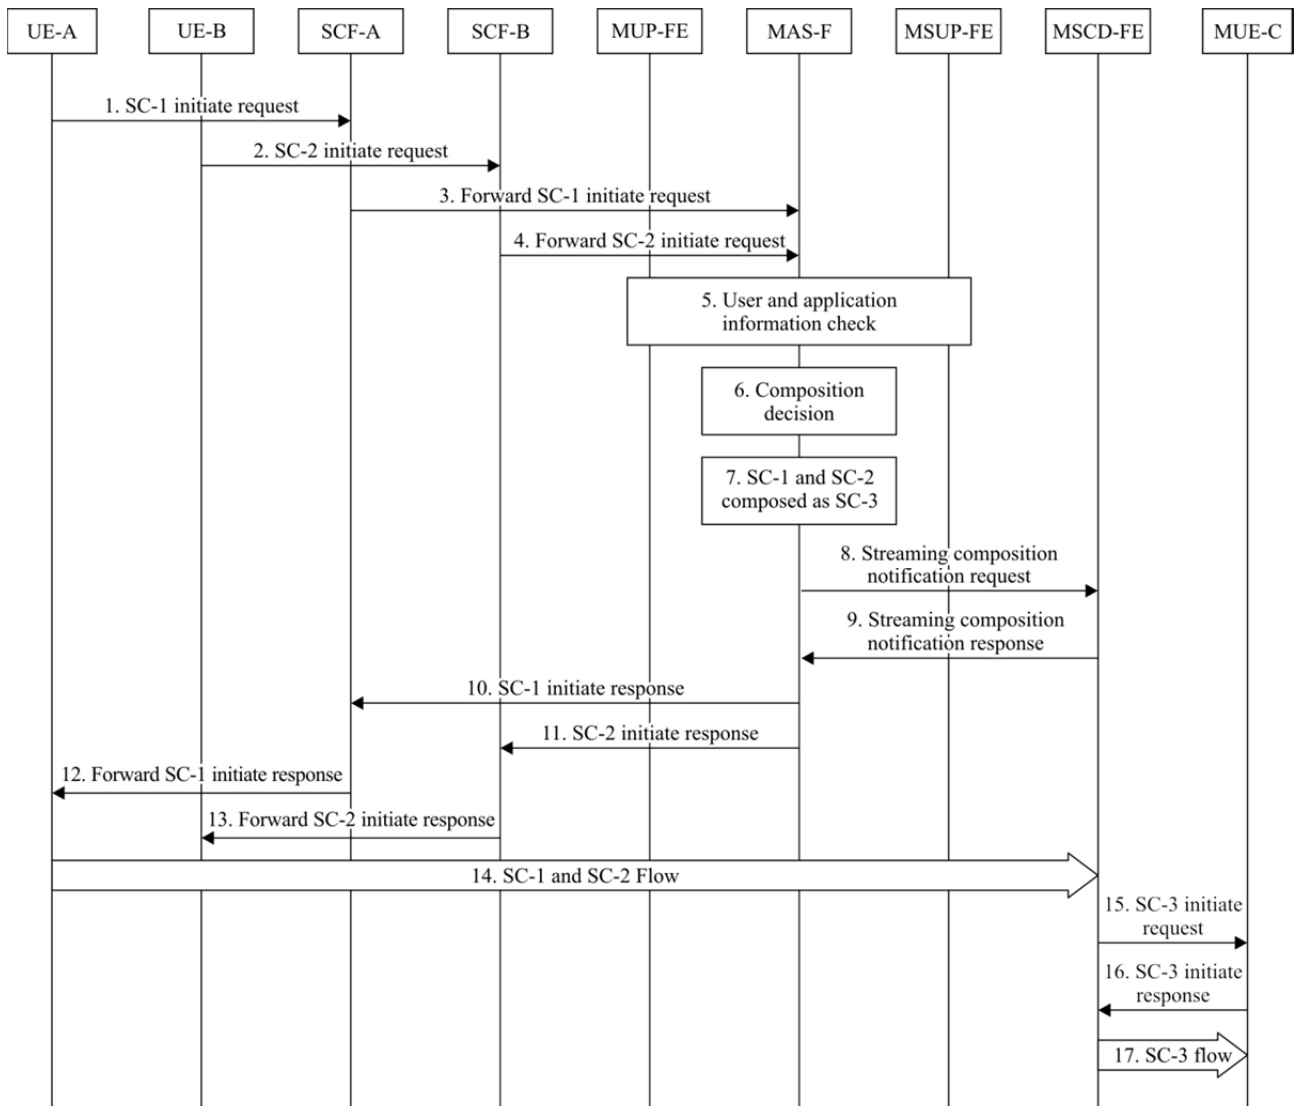 UE-A
UE-B
SCF-A
SCF-B
MUP-FE
MAS-F
MSUP-FE
MSCD-FE
MUE-C
1. SC-1 initiate request
2. SC-2 initiate request
3. Forward SC-1 initiate request
4. Forward SC-2 initiate request
5. User and application
information check
6. Composition
decision
7. SC-1 and SC-2
composed as SC-3
8. Streaming composition
notification request
9. Streaming composition
notification response
10. SC-1 initiate response
11. SC-2 initiate response
12. Forward SC-1 initiate response
13. Forward SC-2 initiate response
14. SC-1 and SC-2 Flow
15. SC-3 initiate
request
16. SC-3 initiate
response
17. SC-3 flow